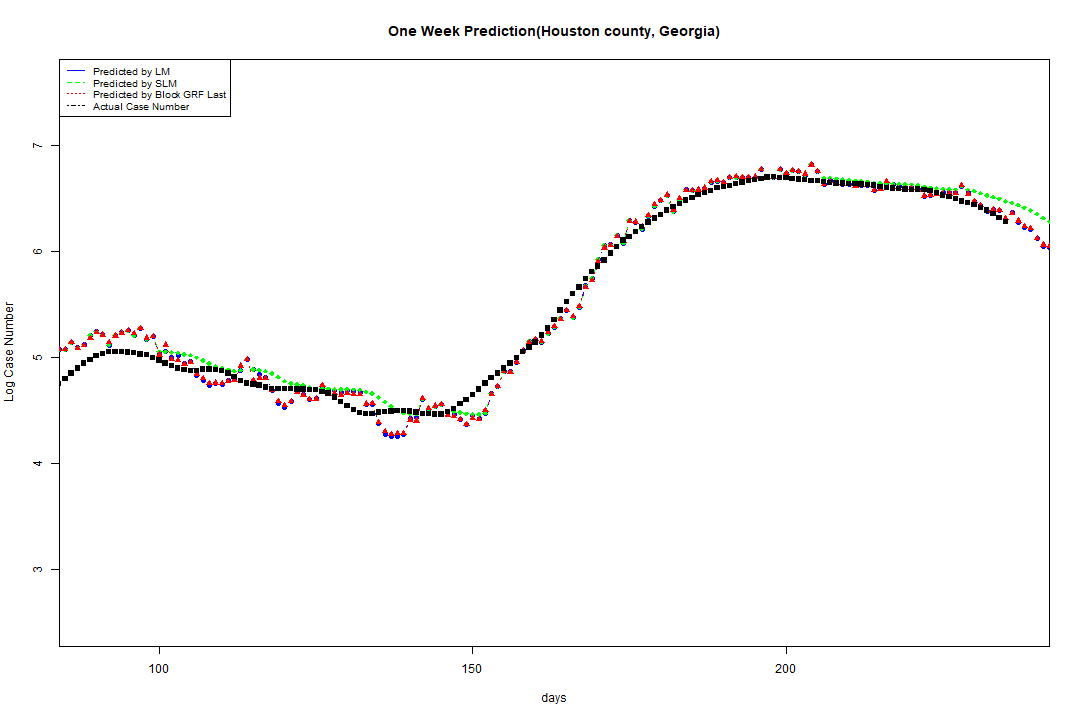 One Week Prediction(Houston county, Georgia)
Predicted by LM
Predicted by SLM
Predicted by Block GRF Last
Actual Case Number
Log Case Number
7
6
5
4
3
100 150 200
days